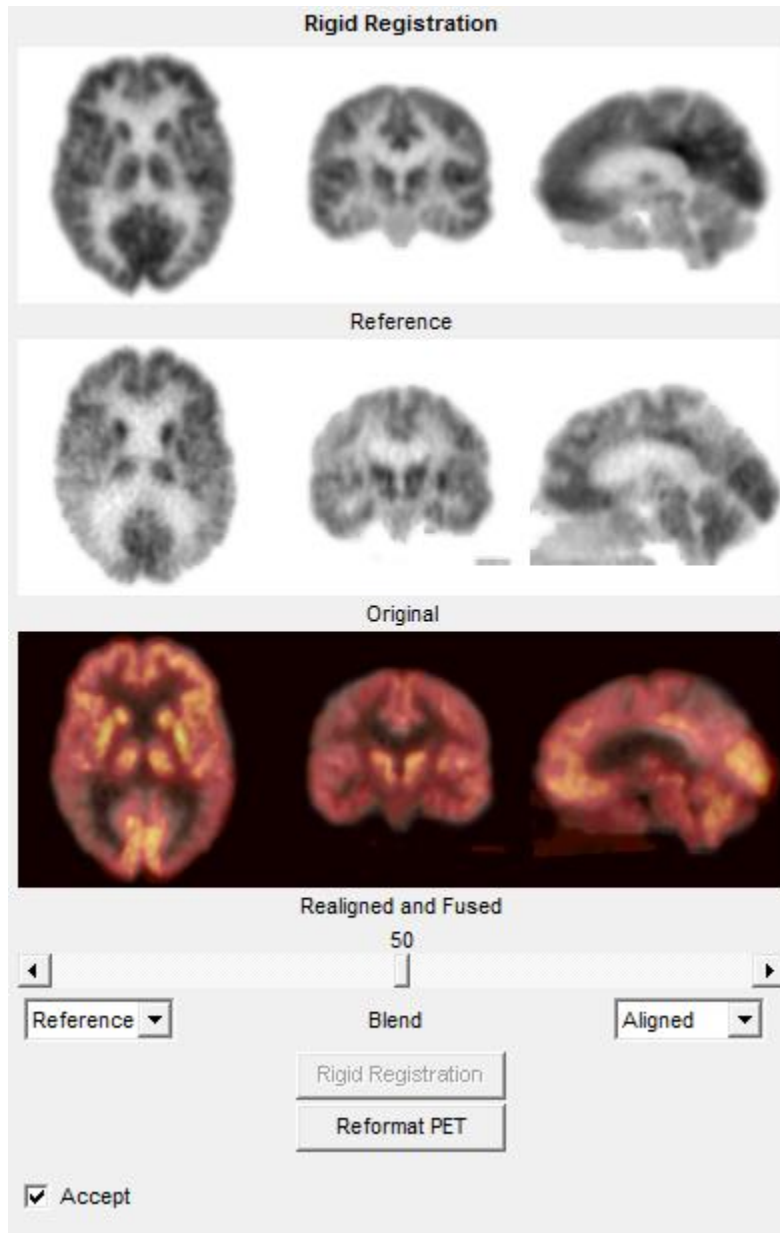 Rigid Registration
Reference
Original
Realigned and Fused
50
Reference Blend Aligned
Rigid Registration
Reformat PET
Accept